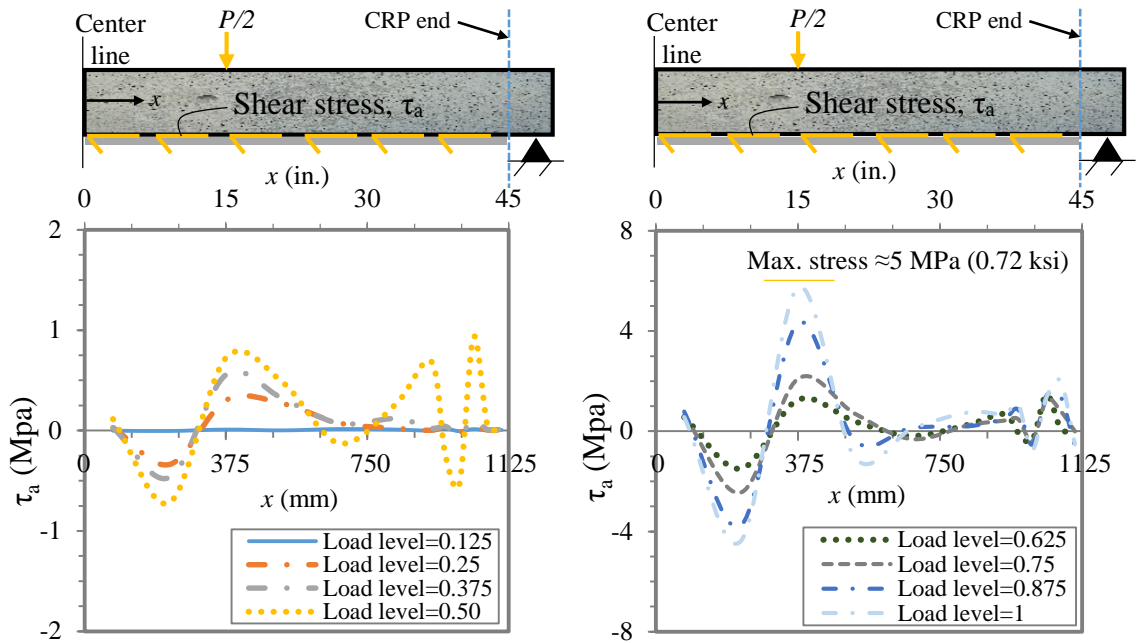 Center
line
P/2
CRP end
x
Shear stress, τa
x (in.)
0
15
30
45
2
1
0
-1
-2
τa (Mpa)
0
375
750
1125
x (mm)
Load level=0.125
Load level=0.25
Load level=0.375
Load level=0.50
Center
line
P/2
CRP end
x
Shear stress, τa
x (in.)
0
15
30
45
8
4
0
-4
-8
τa (Mpa)
Max. stress ≈5 MPa (0.72 ksi)
0
375
750
1125
x (mm)
Load level=0.625
Load level=0.75
Load level=0.875
Load level=1